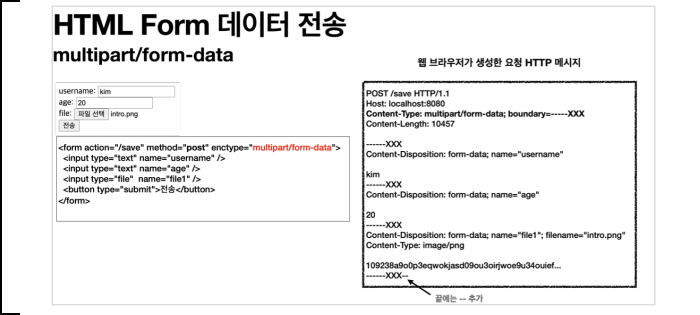 HTML Form 데이터 전송
multipart/form-data
username: kim
age: 20
file: 파일 선택 intro.png
전송
<form action="/save" method="post" enctype="multipart/form-data">
<input type="text" name="username" />
<input type="text" name="age" />
<input type="file" name="file1" />
<button type="submit">전송</button>
</form>
웹 브라우저가 생성한 요청 HTTP 메시지
POST /save HTTP/1.1
Host: localhost:8080
Content-Type: multipart/form-data; boundary=-----XXX
Content-Length: 10457
------XXX
Content-Disposition: form-data; name="username"
kim
------XXX
Content-Disposition: form-data; name="age"
20
------XXX
Content-Disposition: form-data; name="file1"; filename="intro.png"
Content-Type: image/png
109238a9o0p3eqwokjasd09ou3oirjwoe9u34ouief...
------XXX--
끝에는 -- 추가